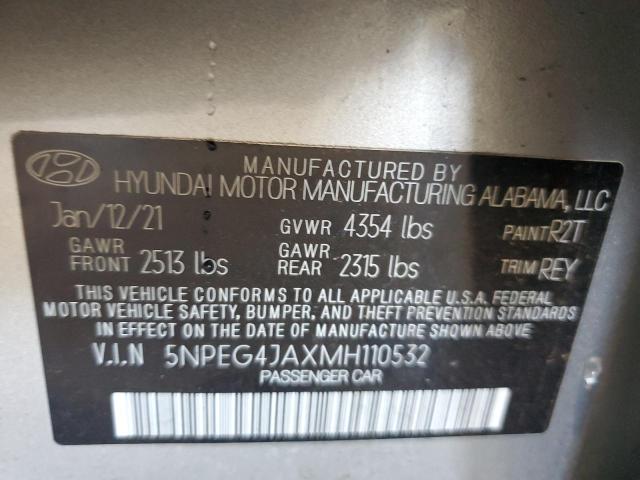 MANUFACTURED BY
HYUNDAI MOTOR MANUFACTURING ALABAMA, LLC
Jan/12/21 GVWR 4354 lbs PAINT R2T
GAWR FRONT 2513 lbs GAWR REAR 2315 lbs TRIM REY
THIS VEHICLE CONFORMS TO ALL APPLICABLE U.S.A. FEDERAL
MOTOR VEHICLE SAFETY, BUMPER, AND THEFT PREVENTION STANDARDS
IN EFFECT ON THE DATE OF MANUFACTURE SHOWN ABOVE.
V.I.N 5NPEG4JAXMH110532
PASSENGER CAR